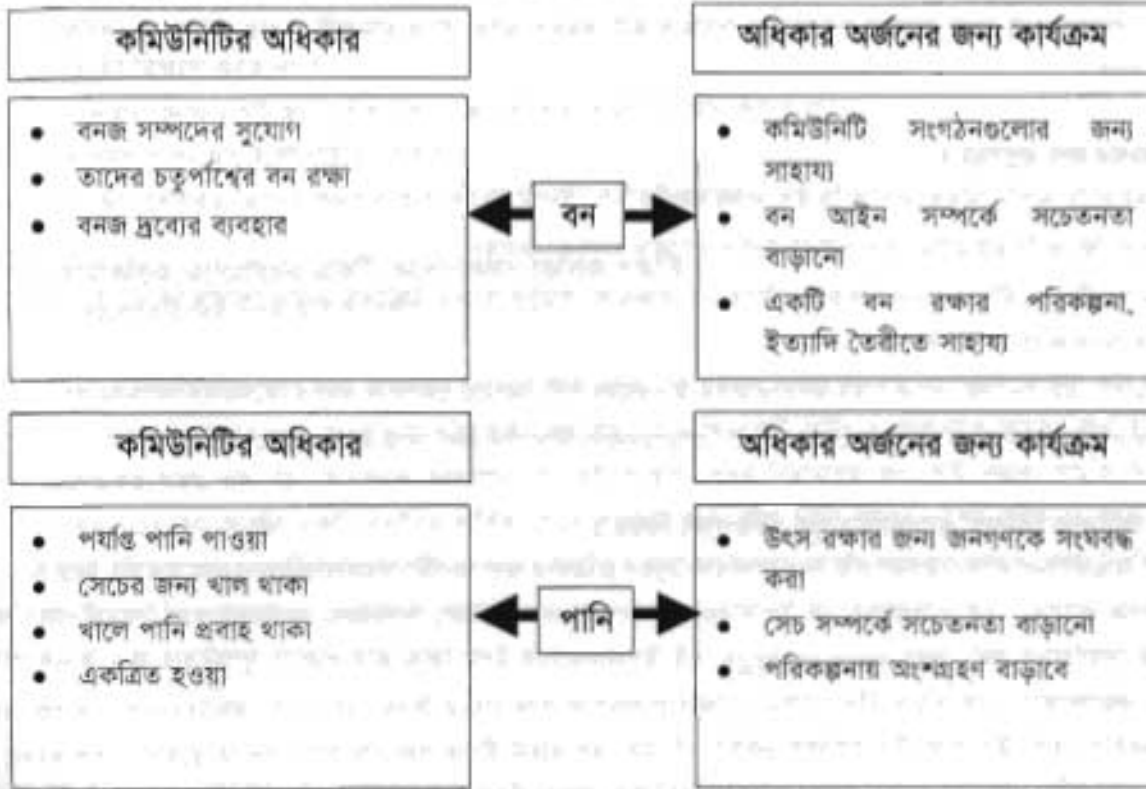 কমিউনিটির অধিকার
অধিকার অর্জনের জন্য কার্যক্রম
• বনজ সম্পদের সুযোগ
• তাদের চতুর্পার্শ্বের বন রক্ষা
• বনজ দ্রব্যের ব্যবহার
বন
• কমিউনিটি সংগঠনগুলোর জন্য
সাহায্য
• বন আইন সম্পর্কে সচেতনতা
বাড়ানো
• একটি বন রক্ষার পরিকল্পনা,
ইত্যাদি তৈরীতে সাহায্য
কমিউনিটির অধিকার
অধিকার অর্জনের জন্য কার্যক্রম
• পর্যাপ্ত পানি পাওয়া
• সেচের জন্য খাল থাকা
• খালে পানি প্রবাহ থাকা
• একত্রিত হওয়া
পানি
• উৎস রক্ষার জন্য জনগণকে সংঘবদ্ধ
করা
• সেচ সম্পর্কে সচেতনতা বাড়ানো
• পরিকল্পনায় অংশগ্রহণ বাড়াবে